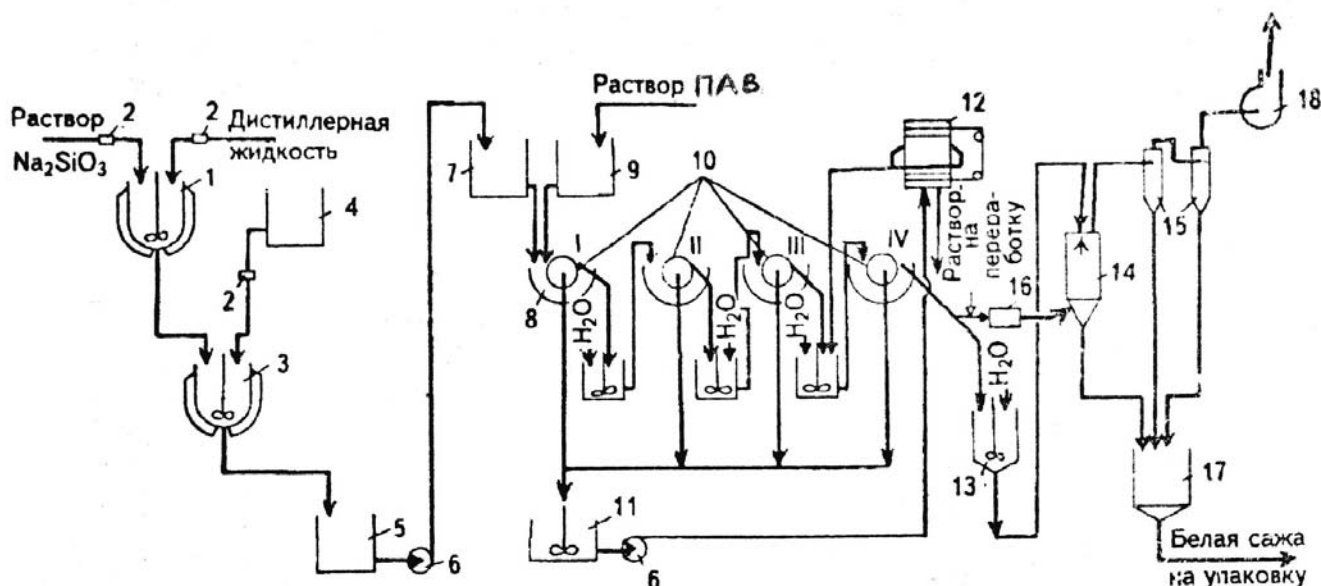 Раствор ПАВ
12
18
Раствор
Na₂SiO₃
2
2
Дистиллерная
жидкость
1
4
7
9
10
15
2
I
II
III
IV
Раствор
на
перера-
ботку
14
8
16
H₂O
H₂O
H₂O
H₂O
3
13
17
5
6
11
6
Белая сажа
на упаковку